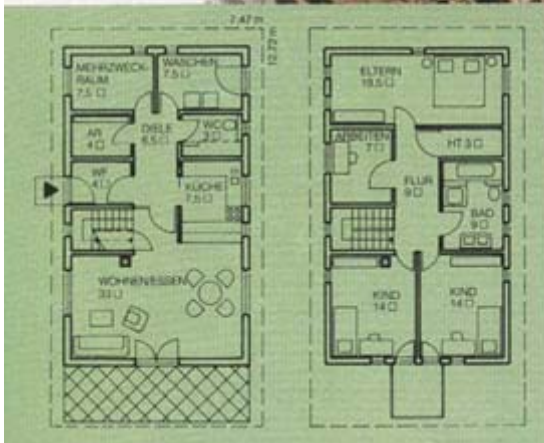 7,47 m
12,72 m
MEHRZWECK-
RAUM
7,5 □
WASCHEN
7,5 □
AR
4 □
DIELE
6,5 □
WC
3 □
WF
4 □
KÜCHE
7,5 □
WOHNEN/ESSEN
33 □
ELTERN
19,5 □
ARBEITEN
7 □
HT 3 □
FLUR
9 □
BAD
9 □
KIND
14 □
KIND
14 □